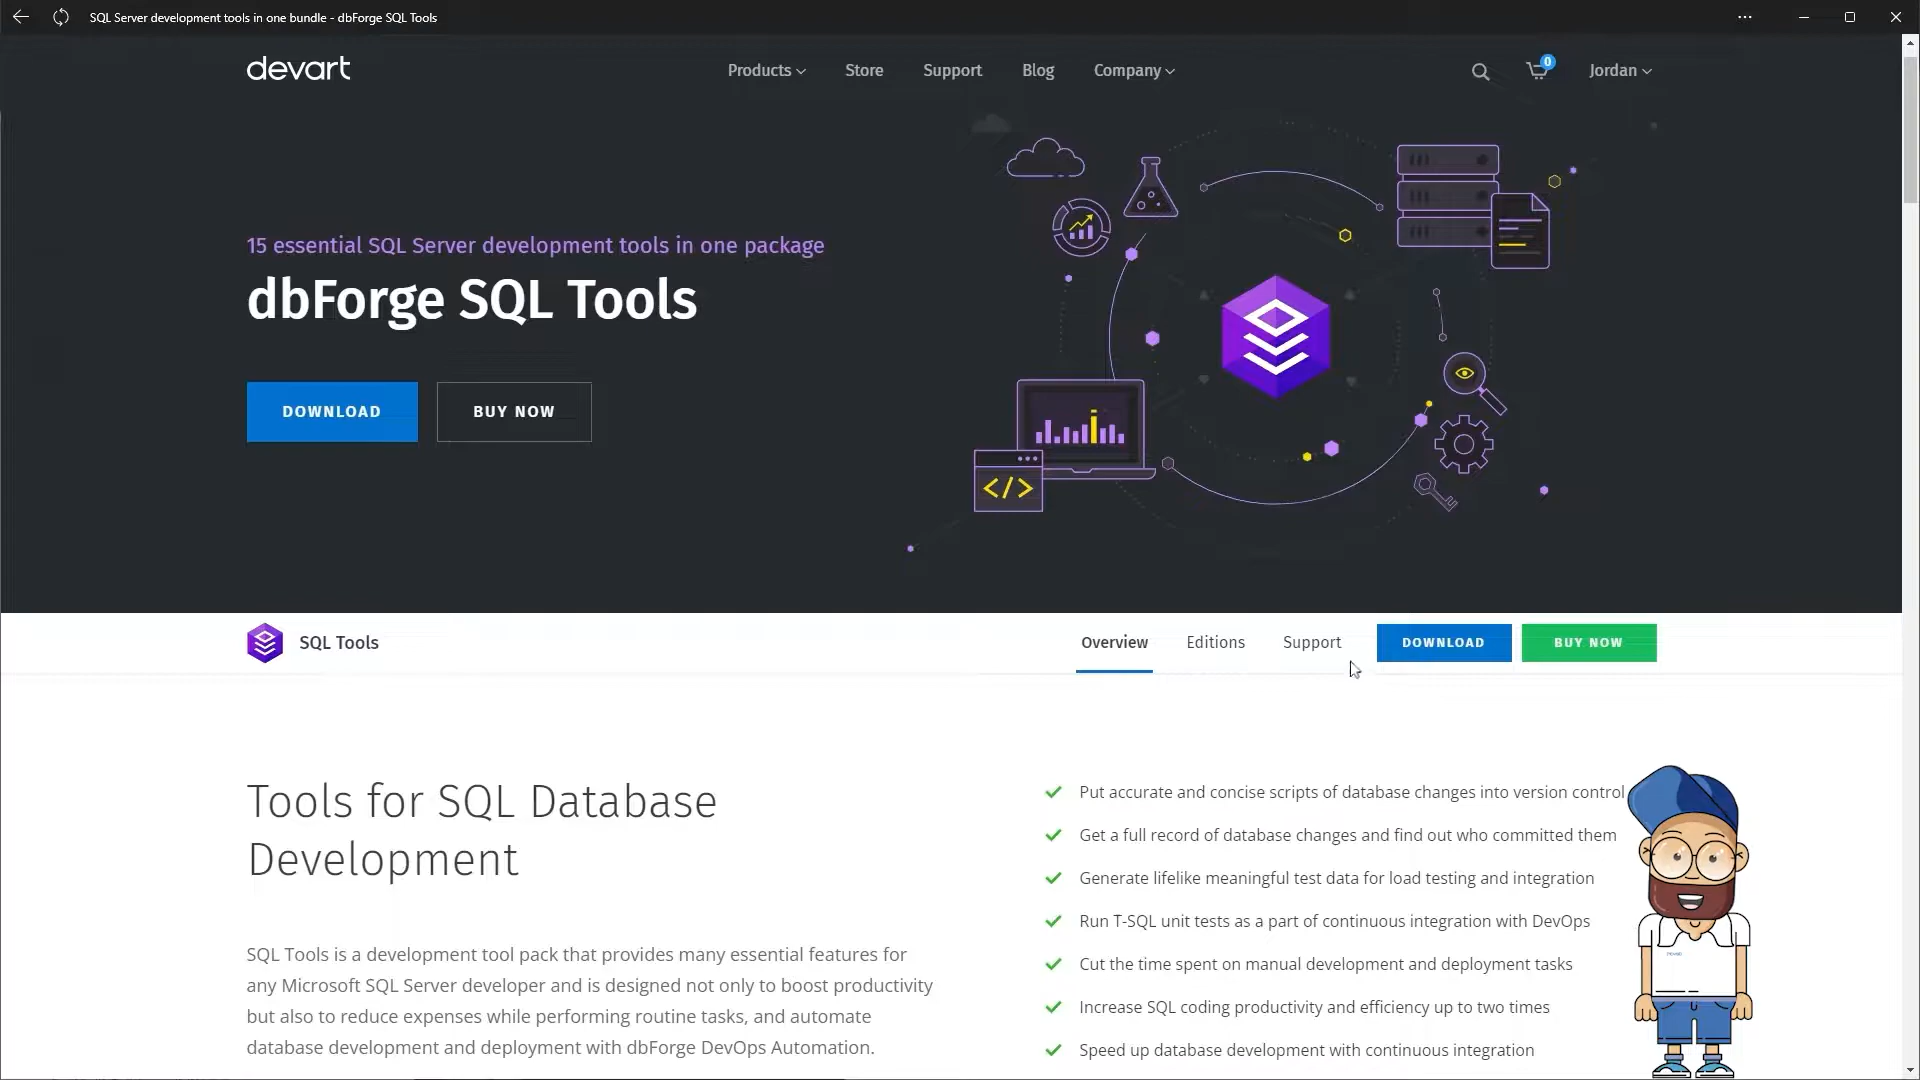 SQL Server development tools in one bundle - dbForge SQL Tools
devart
Products
Store
Support
Blog
Company
0
Jordan
15 essential SQL Server development tools in one package
dbForge SQL Tools
DOWNLOAD
BUY NOW
</>
SQL Tools
Overview
Editions
Support
DOWNLOAD
BUY NOW
Tools for SQL Database
Development
SQL Tools is a development tool pack that provides many essential features for
any Microsoft SQL Server developer and is designed not only to boost productivity
but also to reduce expenses while performing routine tasks, and automate
database development and deployment with dbForge DevOps Automation.
Put accurate and concise scripts of database changes into version control
Get a full record of database changes and find out who committed them
Generate lifelike meaningful test data for load testing and integration
Run T-SQL unit tests as a part of continuous integration with DevOps
Cut the time spent on manual development and deployment tasks
Increase SQL coding productivity and efficiency up to two times
Speed up database development with continuous integration